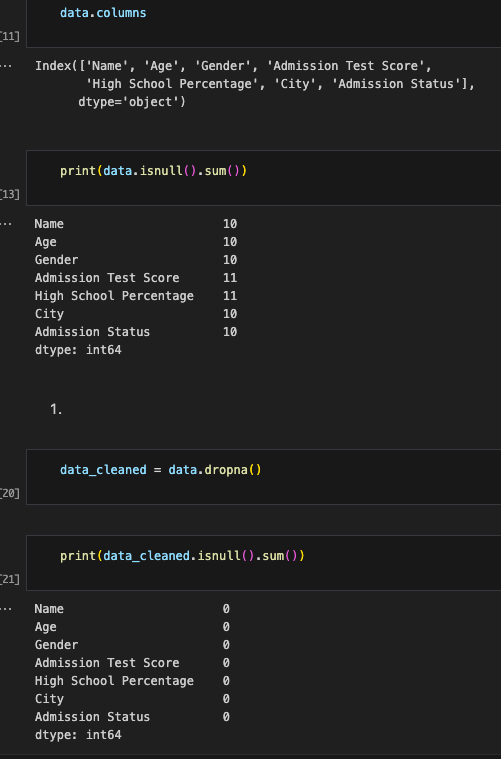 data.columns
[11]
... Index(['Name', 'Age', 'Gender', 'Admission Test Score',
'High School Percentage', 'City', 'Admission Status'],
dtype='object')
print(data.isnull().sum())
[13]
... Name 10
Age 10
Gender 10
Admission Test Score 11
High School Percentage 11
City 10
Admission Status 10
dtype: int64
1.
data_cleaned = data.dropna()
[20]
print(data_cleaned.isnull().sum())
[21]
... Name 0
Age 0
Gender 0
Admission Test Score 0
High School Percentage 0
City 0
Admission Status 0
dtype: int64